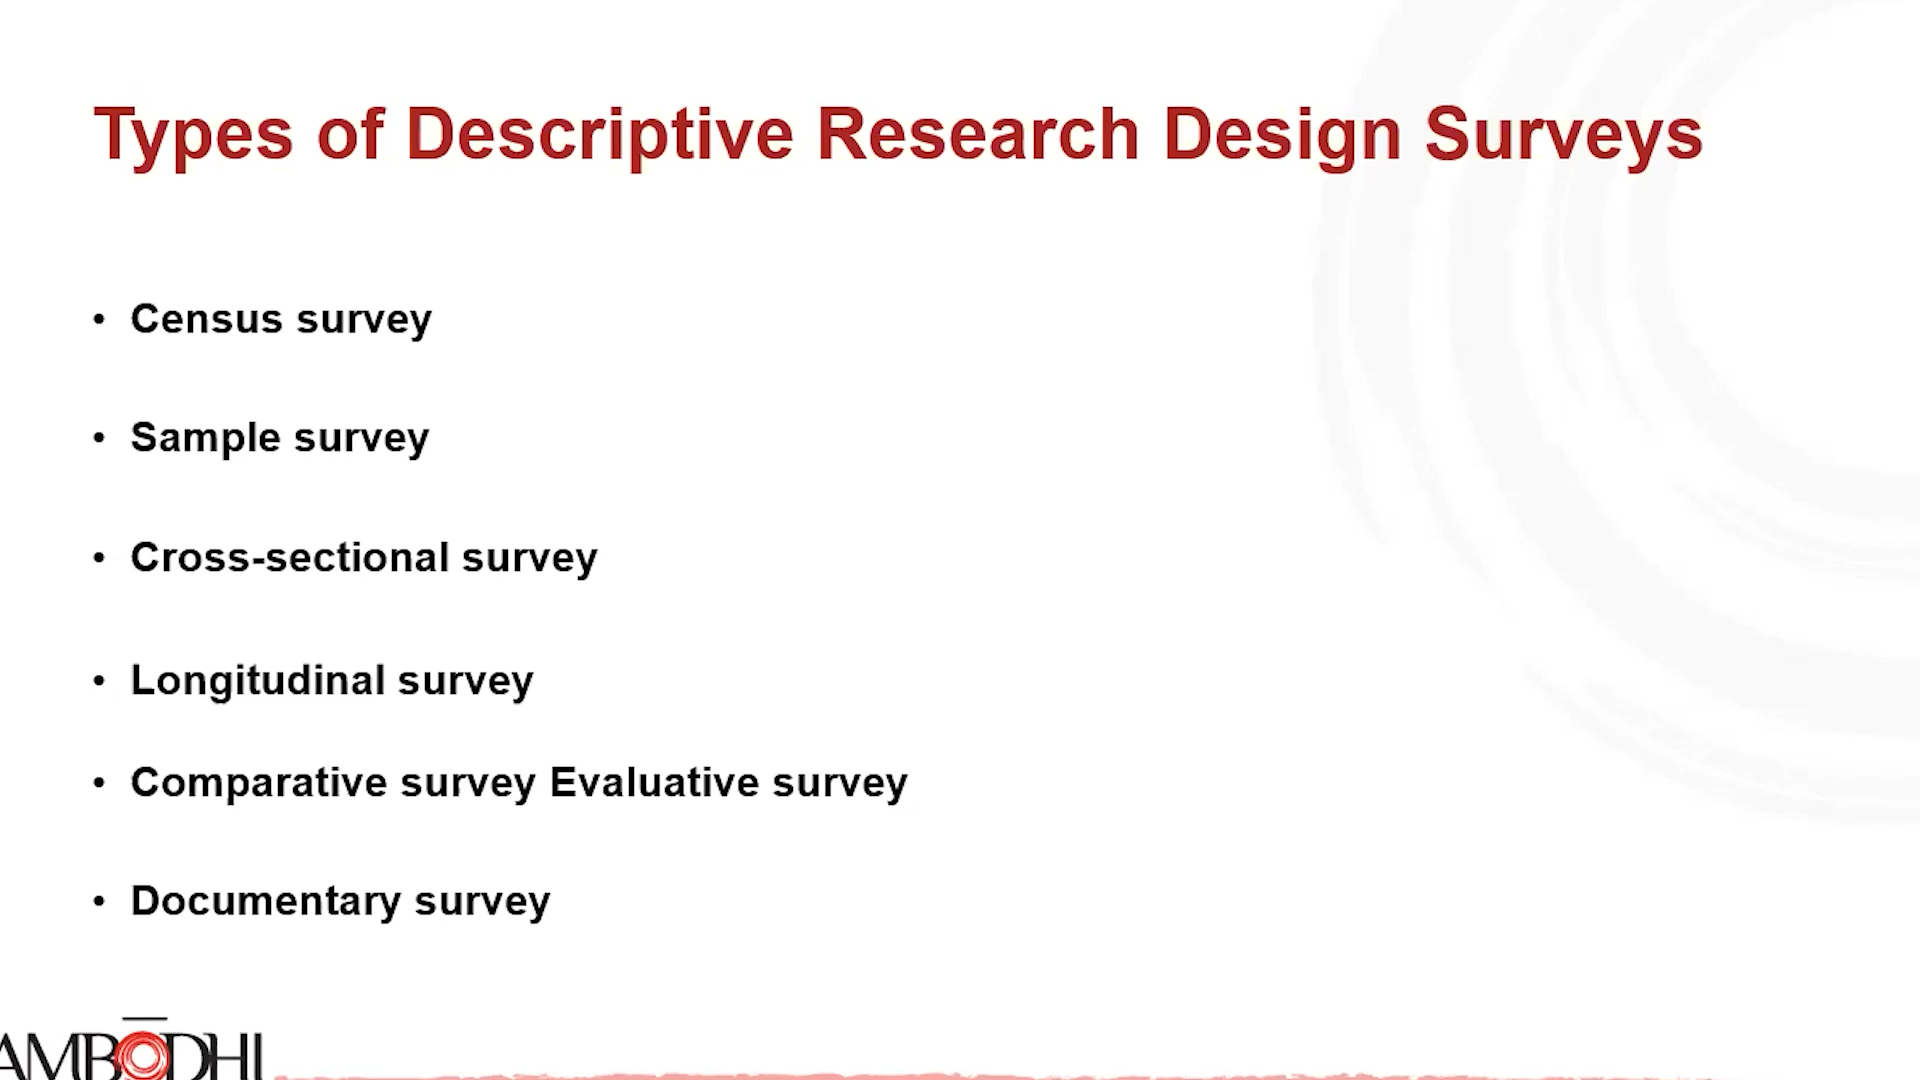 Types of Descriptive Research Design Surveys
• Census survey
• Sample survey
• Cross-sectional survey
• Longitudinal survey
• Comparative survey Evaluative survey
• Documentary survey
AMBODHI